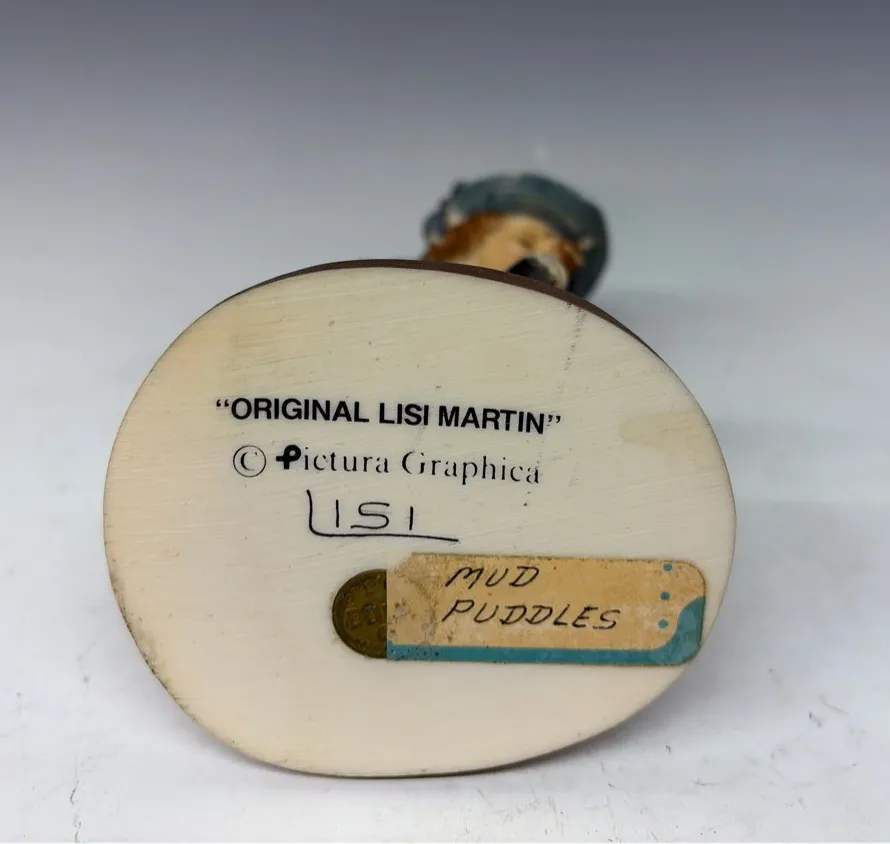 “ORIGINAL LISI MARTIN”
© Pictura Graphica
LISI
MUD
PUDDLES